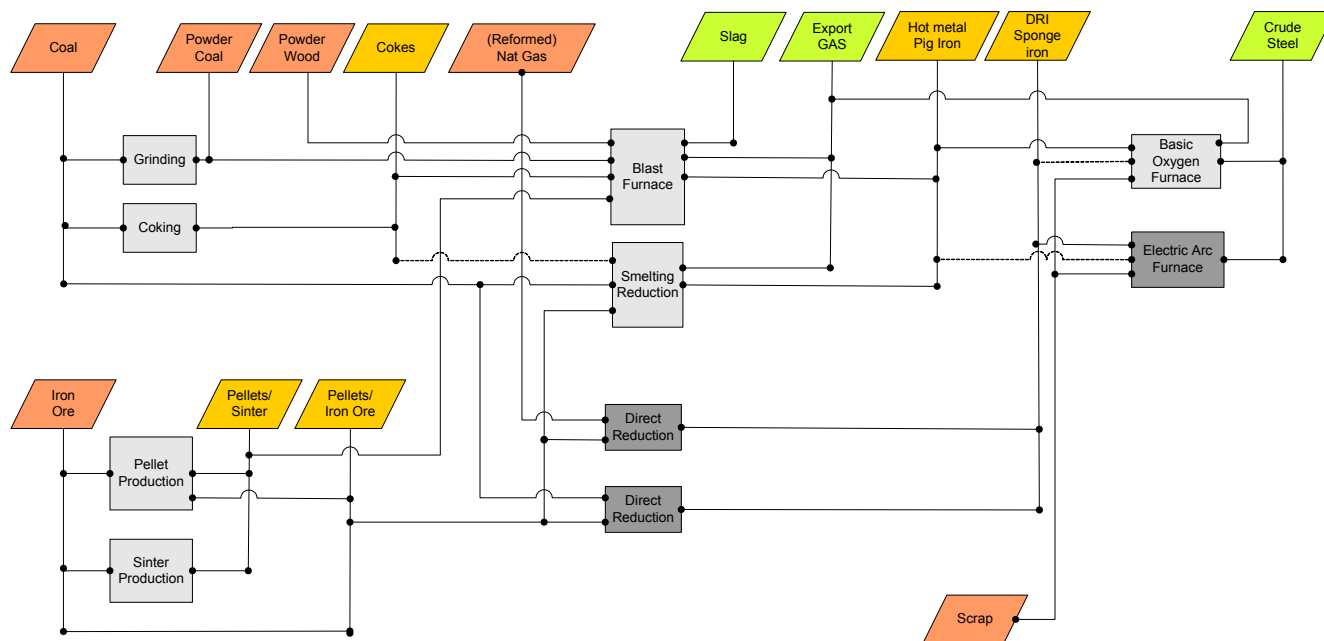 Coal
Powder
Coal
Powder
Wood
Cokes
(Reformed)
Nat Gas
Slag
Export
GAS
Hot metal
Pig Iron
DRI
Sponge
iron
Crude
Steel
Grinding
Coking
Blast
Furnace
Basic
Oxygen
Furnace
Smelting
Reduction
Electric Arc
Furnace
Iron
Ore
Pellets/
Sinter
Pellets/
Iron Ore
Direct
Reduction
Pellet
Production
Direct
Reduction
Sinter
Production
Scrap